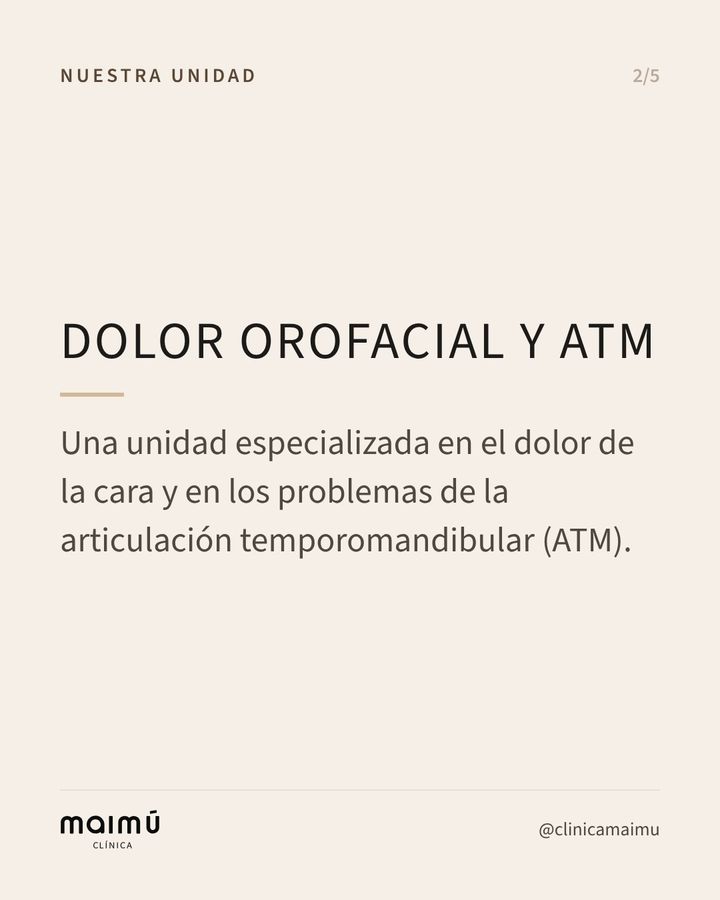 NUESTRA UNIDAD
2/5
DOLOR OROFACIAL Y ATM
Una unidad especializada en el dolor de
la cara y en los problemas de la
articulación temporomandibular (ATM).
maimú
CLÍNICA
@clinicamaimu